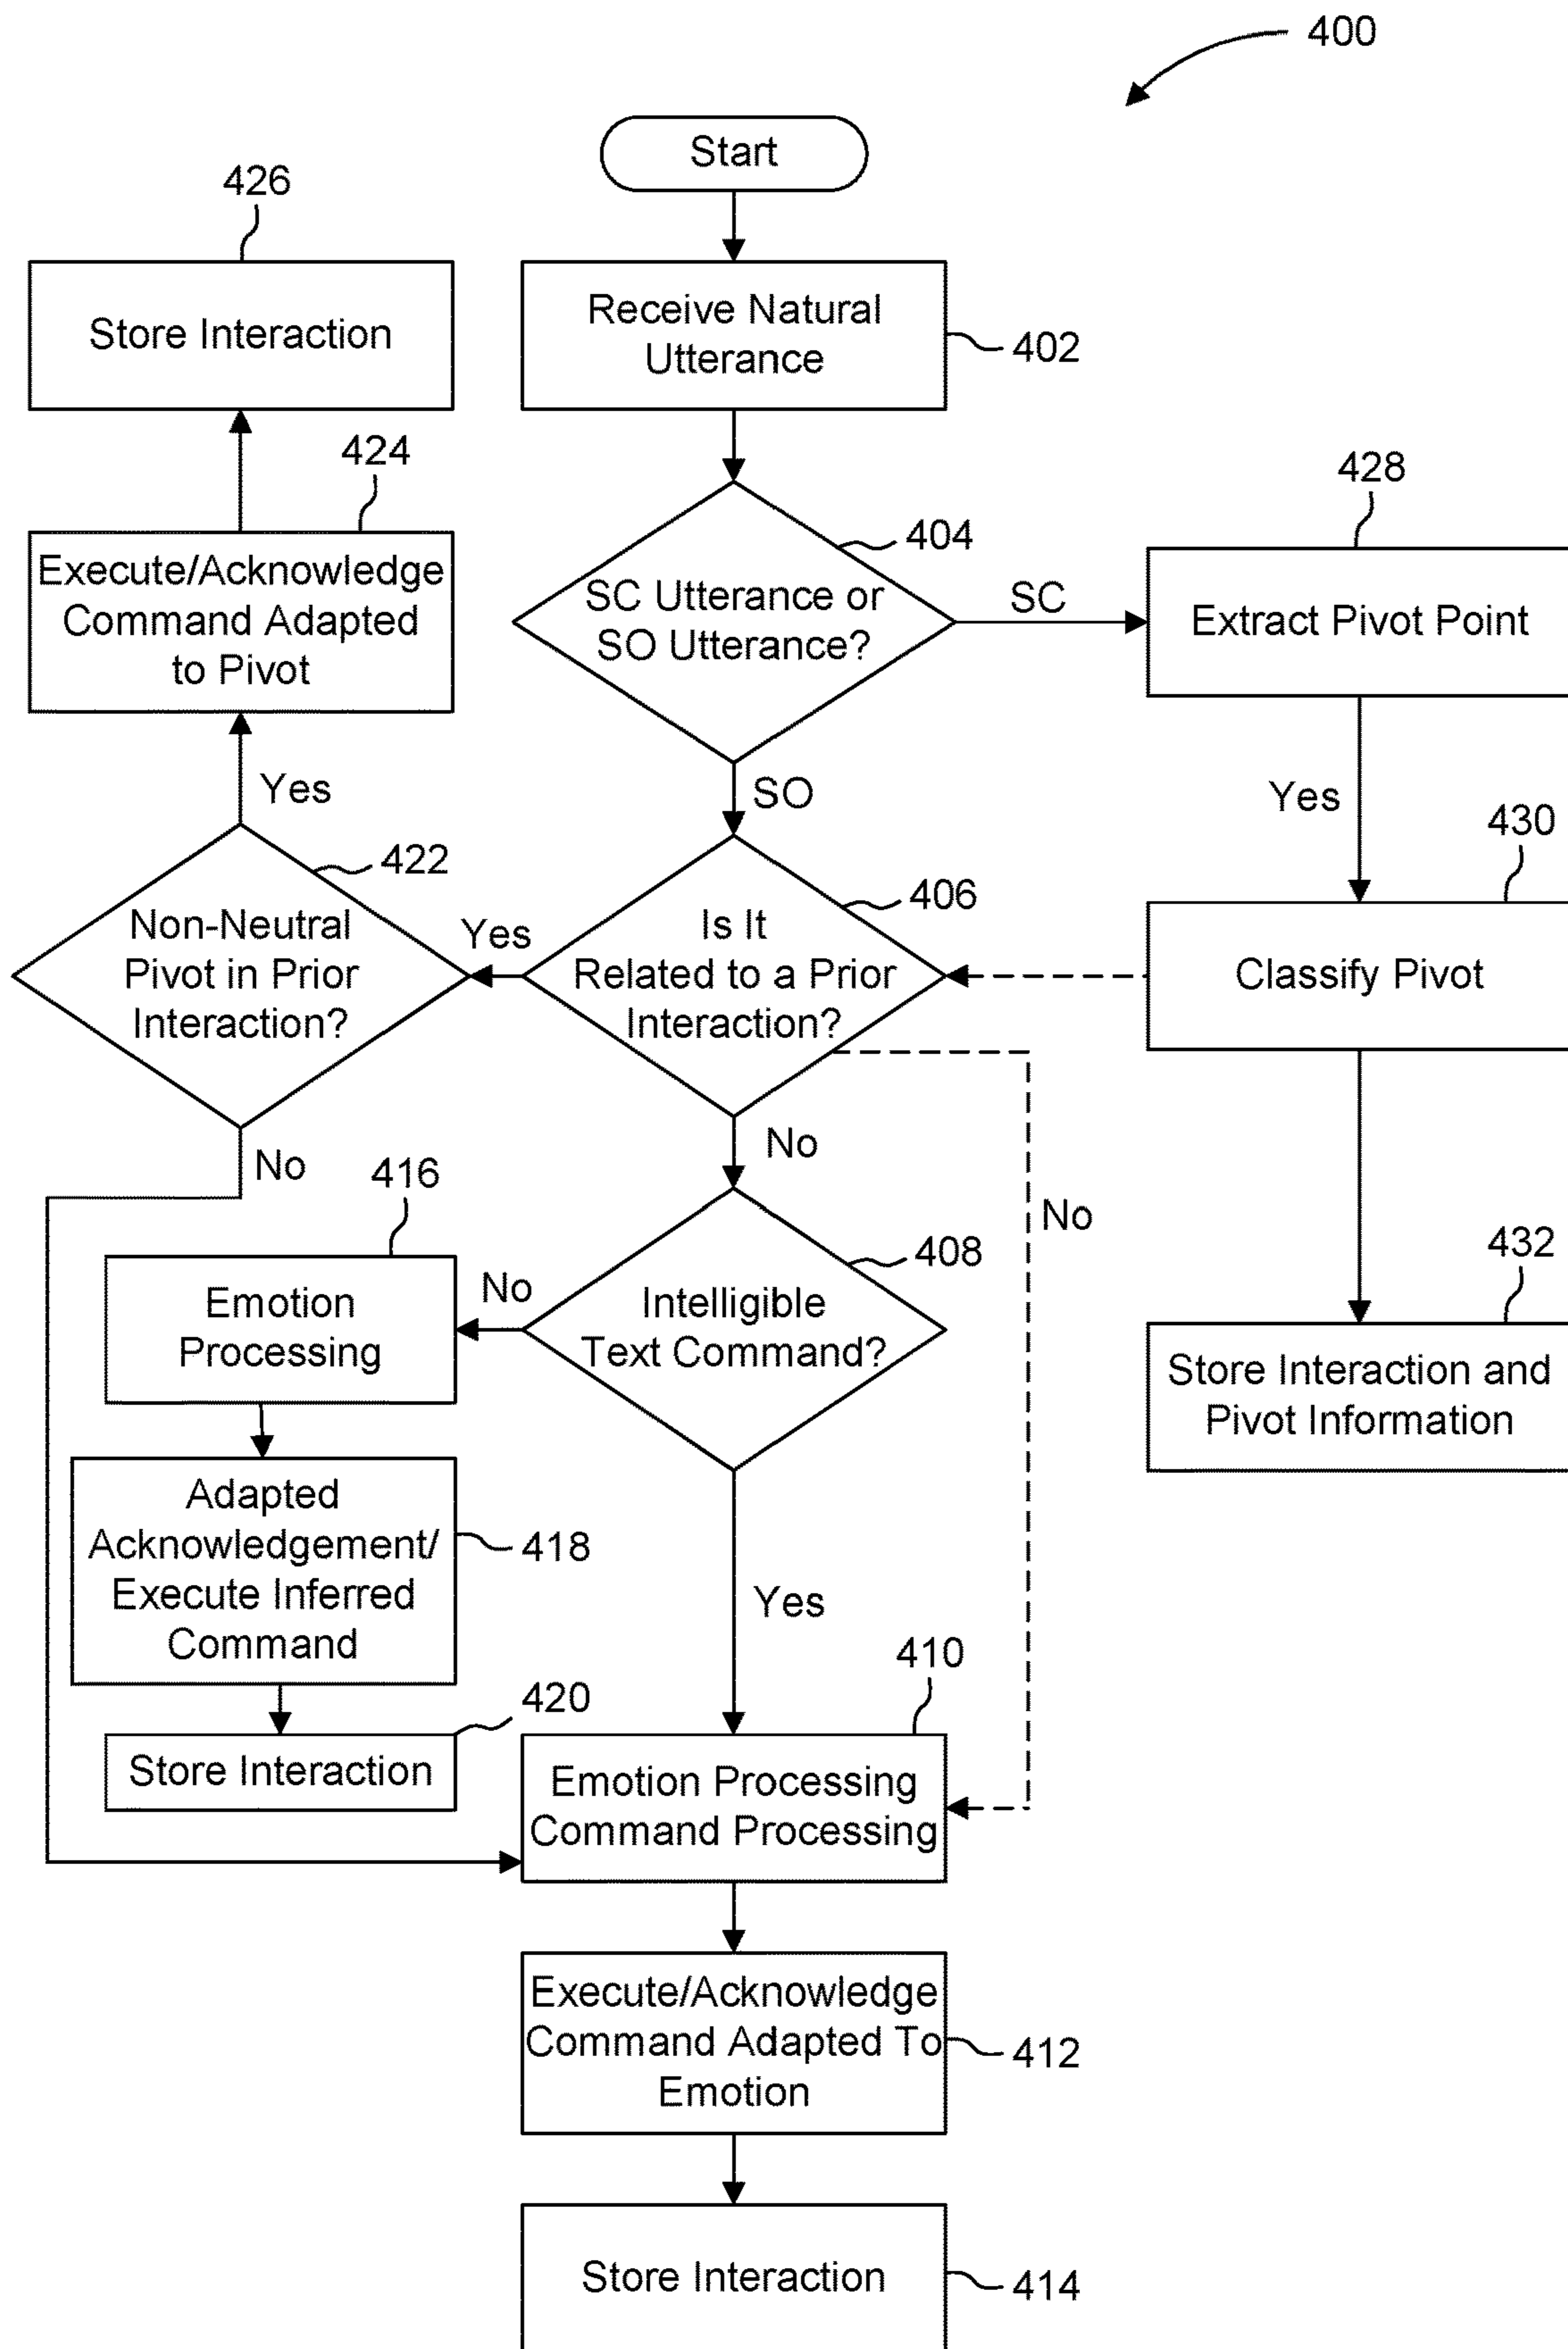 400
Start
426
Store Interaction
Receive Natural
Utterance
402
424
Execute/Acknowledge
Command Adapted
to Pivot
404
SC Utterance or
SO Utterance?
SC
428
Extract Pivot Point
Yes
SO
Yes
422
Non-Neutral
Pivot in Prior
Interaction?
Yes
406
Is It
Related to a Prior
Interaction?
430
Classify Pivot
No
No
No
416
Emotion
Processing
No
408
Intelligible
Text Command?
432
Store Interaction and
Pivot Information
Adapted
Acknowledgement/
Execute Inferred
Command
418
Yes
420
Store Interaction
410
Emotion Processing
Command Processing
Execute/Acknowledge
Command Adapted To
Emotion
412
Store Interaction
414